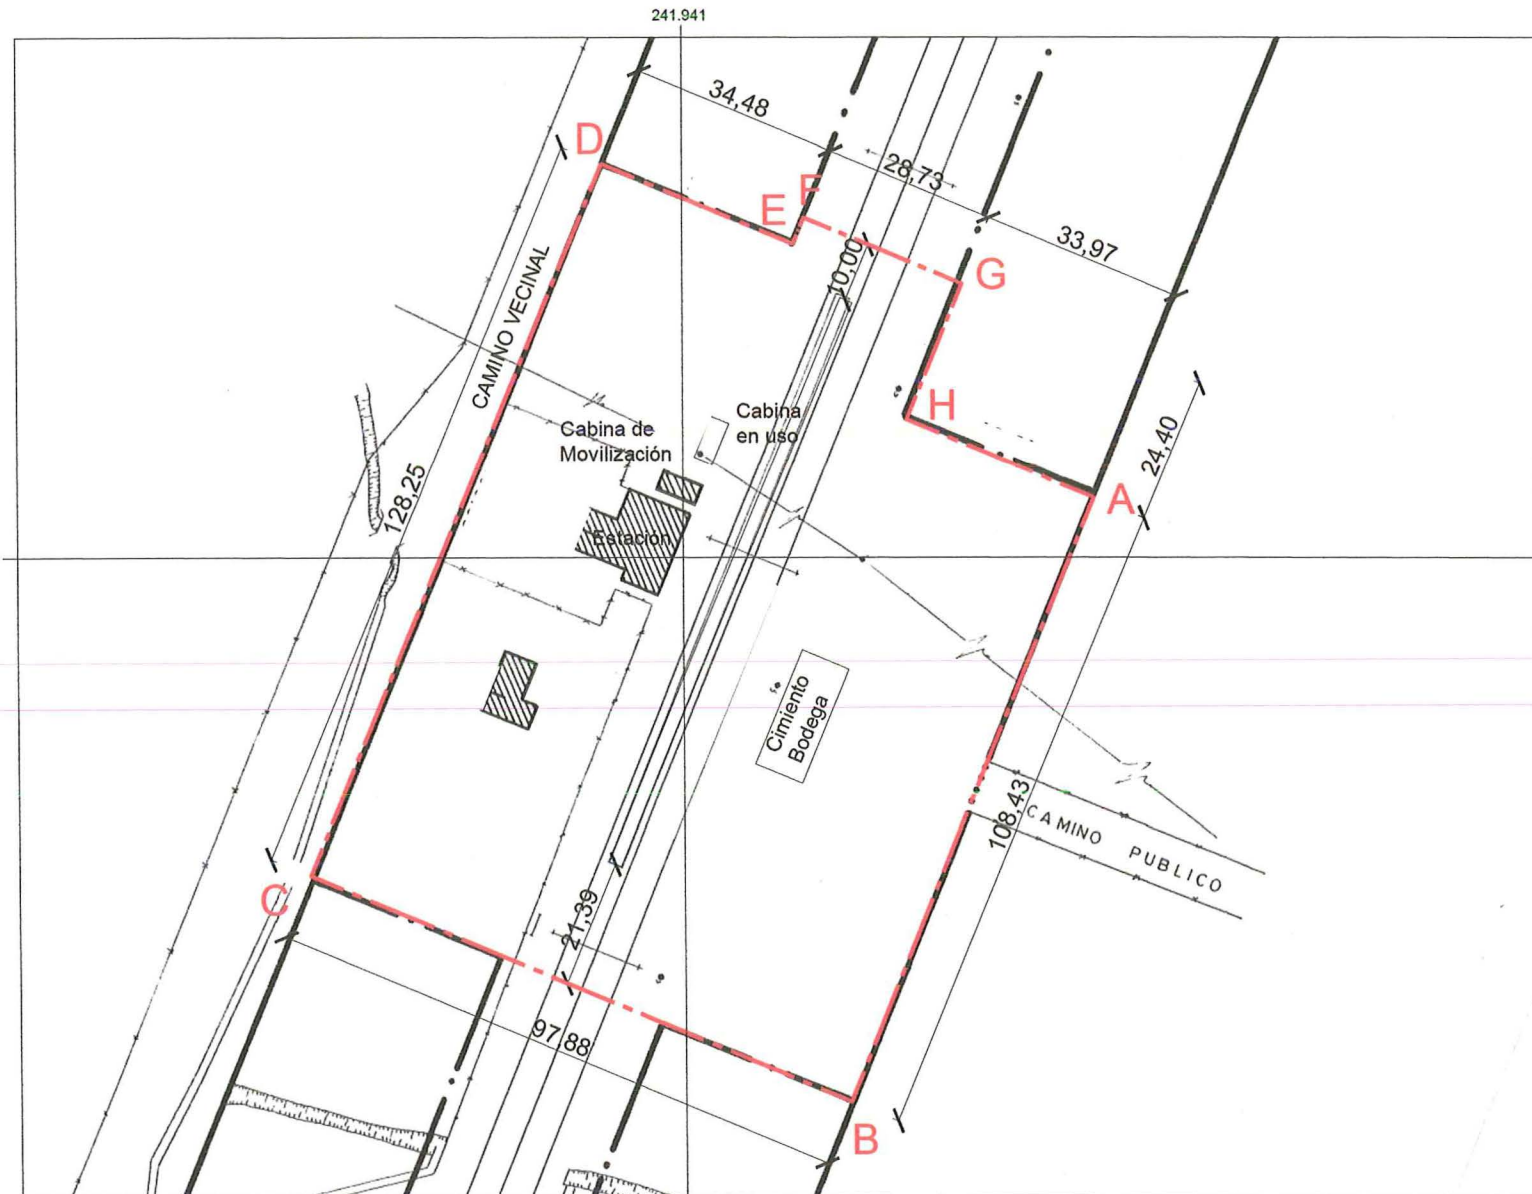 241.941
34,48
D
28,73
F
E
33,97
10,00
G
CAMINO VECINAL
H
Cabina
en uso
Cabina de
Movilización
24,40
A
128,25
Estación
Cimiento
Bodega
108,43
CAMINO PUBLICO
C
21,39
97,88
B